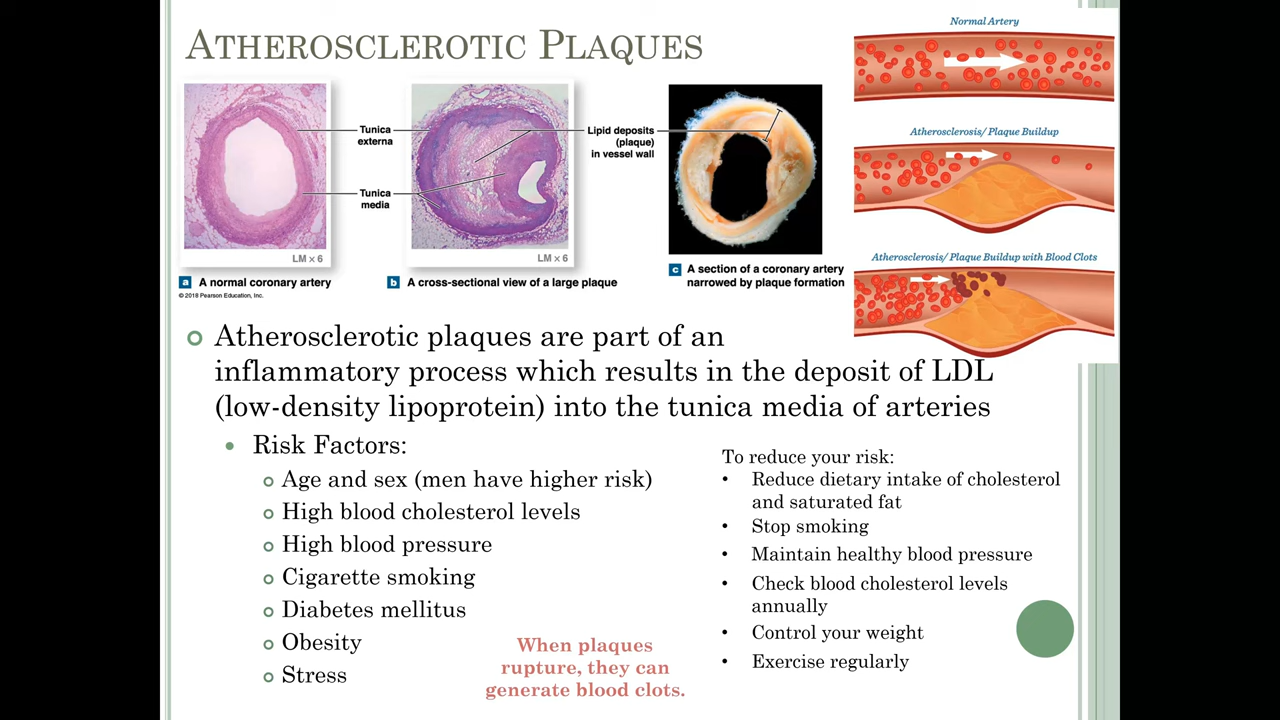 ATHEROSCLEROTIC PLAQUES
Normal Artery
Tunica
externa
Lipid deposits
(plaque)
in vessel wall
Tunica
media
LM × 6
LM × 6
a A normal coronary artery
b A cross-sectional view of a large plaque
c A section of a coronary artery
narrowed by plaque formation
© 2018 Pearson Education, Inc.
Atherosclerosis/ Plaque Buildup
Atherosclerosis/ Plaque Buildup with Blood Clots
Atherosclerotic plaques are part of an
inflammatory process which results in the deposit of LDL
(low-density lipoprotein) into the tunica media of arteries
• Risk Factors:
Age and sex (men have higher risk)
High blood cholesterol levels
High blood pressure
Cigarette smoking
Diabetes mellitus
Obesity
Stress
When plaques
rupture, they can
generate blood clots.
To reduce your risk:
• Reduce dietary intake of cholesterol
and saturated fat
• Stop smoking
• Maintain healthy blood pressure
• Check blood cholesterol levels
annually
• Control your weight
• Exercise regularly